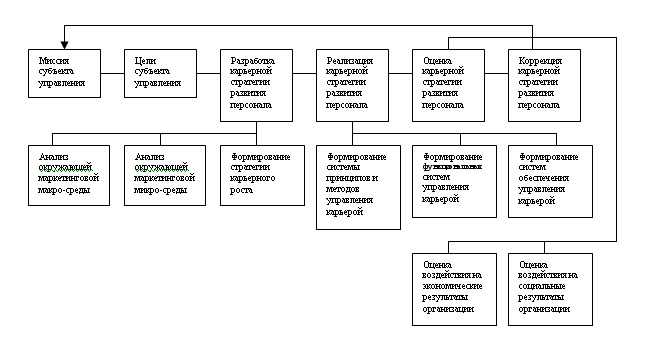 Миссия
субъекта
управления
Цели
субъекта
управления
Разработка
карьерной
стратегии
развития
персонала
Реализация
карьерной
стратегии
развития
персонала
Оценка
карьерной
стратегии
развития
персонала
Коррекция
карьерной
стратегии
развития
персонала
Анализ
окружающей
маркетинговой
макро-среды
Анализ
окружающей
маркетинговой
микро-среды
Формирование
стратегии
карьерного
роста
Формирование
системы
принципов и
методов
управления
карьерой
Формирование
функциональных
систем
управления
карьерой
Формирование
систем
обеспечения
управления
карьерой
Оценка
воздействия на
экономические
результаты
организации
Оценка
воздействия на
социальные
результаты
организации